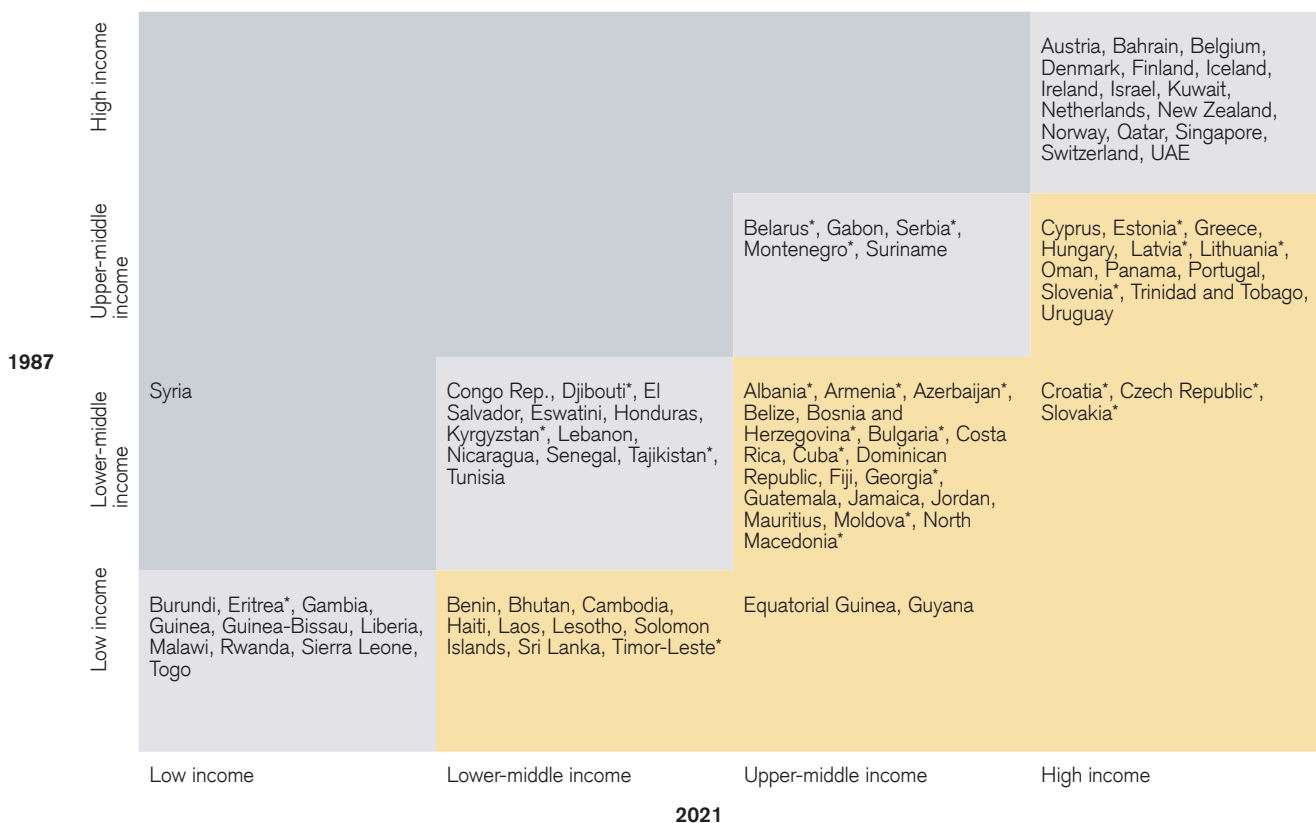 High income
Austria, Bahrain, Belgium,
Denmark, Finland, Iceland,
Ireland, Israel, Kuwait,
Netherlands, New Zealand,
Norway, Qatar, Singapore,
Switzerland, UAE
Upper-middle
income
Belarus*, Gabon, Serbia*,
Montenegro*, Suriname
Cyprus, Estonia*, Greece,
Hungary, Latvia*, Lithuania*,
Oman, Panama, Portugal,
Slovenia*, Trinidad and Tobago,
Uruguay
1987
Lower-middle
income
Syria
Congo Rep., Djibouti*, El
Salvador, Eswatini, Honduras,
Kyrgyzstan*, Lebanon,
Nicaragua, Senegal, Tajikistan*,
Tunisia
Albania*, Armenia*, Azerbaijan*,
Belize, Bosnia and
Herzegovina*, Bulgaria*, Costa
Rica, Cuba*, Dominican
Republic, Fiji, Georgia*,
Guatemala, Jamaica, Jordan,
Mauritius, Moldova*, North
Macedonia*
Croatia*, Czech Republic*,
Slovakia*
Low income
Burundi, Eritrea*, Gambia,
Guinea, Guinea-Bissau, Liberia,
Malawi, Rwanda, Sierra Leone,
Togo
Benin, Bhutan, Cambodia,
Haiti, Laos, Lesotho, Solomon
Islands, Sri Lanka, Timor-Leste*
Equatorial Guinea, Guyana
Low income
Lower-middle income
Upper-middle income
High income
2021